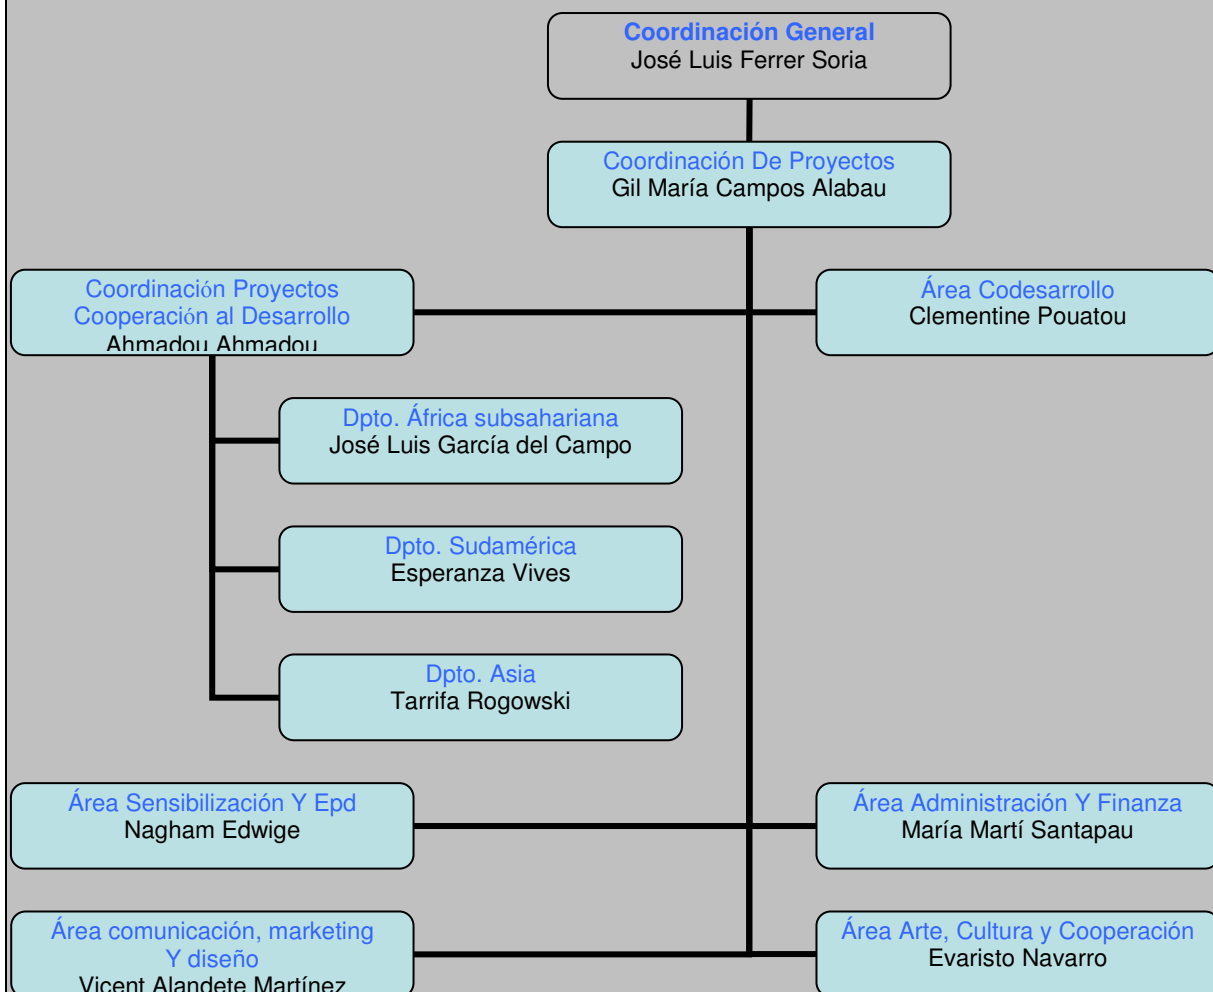 Coordinación General
José Luis Ferrer Soria
Coordinación De Proyectos
Gil María Campos Alabau
Coordinación Proyectos
Cooperación al Desarrollo
Ahmadou Ahmadou
Área Codesarrollo
Clementine Pouatou
Dpto. África subsahariana
José Luis García del Campo
Dpto. Sudamérica
Esperanza Vives
Dpto. Asia
Tarrifa Rogowski
Área Sensibilización Y Epd
Nagham Edwige
Área Administración Y Finanza
María Martí Santapau
Área comunicación, marketing
Y diseño
Vicent Alandete Martínez
Área Arte, Cultura y Cooperación
Evaristo Navarro